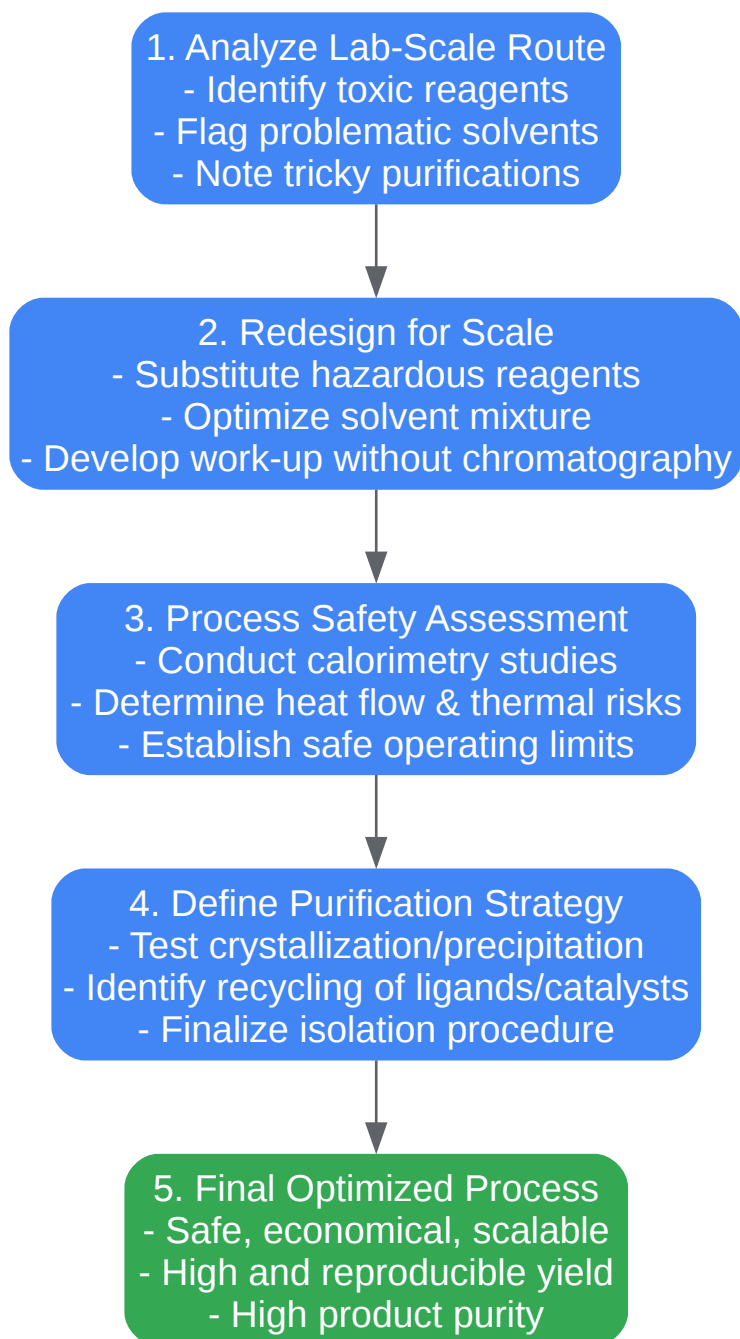 1. Analyze Lab-Scale Route
- Identify toxic reagents
- Flag problematic solvents
- Note tricky purifications
2. Redesign for Scale
- Substitute hazardous reagents
- Optimize solvent mixture
- Develop work-up without chromatography
3. Process Safety Assessment
- Conduct calorimetry studies
- Determine heat flow & thermal risks
- Establish safe operating limits
4. Define Purification Strategy
- Test crystallization/precipitation
- Identify recycling of ligands/catalysts
- Finalize isolation procedure
5. Final Optimized Process
- Safe, economical, scalable
- High and reproducible yield
- High product purity